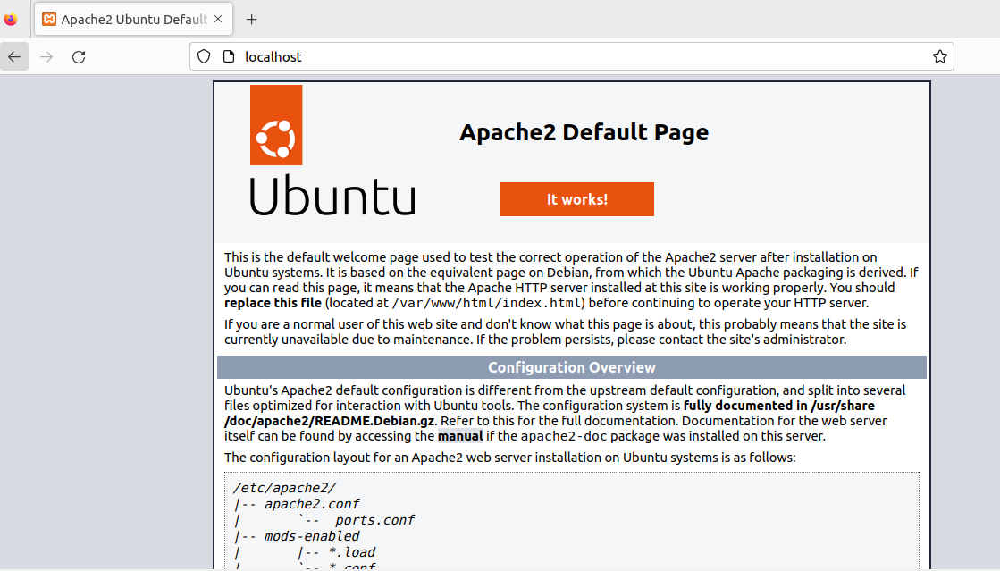 Apache2 Ubuntu Default
localhost
Ubuntu
Apache2 Default Page
It works!
This is the default welcome page used to test the correct operation of the Apache2 server after installation on
Ubuntu systems. It is based on the equivalent page on Debian, from which the Ubuntu Apache packaging is derived. If
you can read this page, it means that the Apache HTTP server installed at this site is working properly. You should
replace this file (located at /var/www/html/index.html) before continuing to operate your HTTP server.
If you are a normal user of this web site and don't know what this page is about, this probably means that the site is
currently unavailable due to maintenance. If the problem persists, please contact the site's administrator.
Configuration Overview
Ubuntu's Apache2 default configuration is different from the upstream default configuration, and split into several
files optimized for interaction with Ubuntu tools. The configuration system is fully documented in /usr/share
/doc/apache2/README.Debian.gz. Refer to this for the full documentation. Documentation for the web server
itself can be found by accessing the manual if the apache2-doc package was installed on this server.
The configuration layout for an Apache2 web server installation on Ubuntu systems is as follows:
/etc/apache2/
|-- apache2.conf
|       `--  ports.conf
|-- mods-enabled
|       |-- *.load
|       `-- *.conf